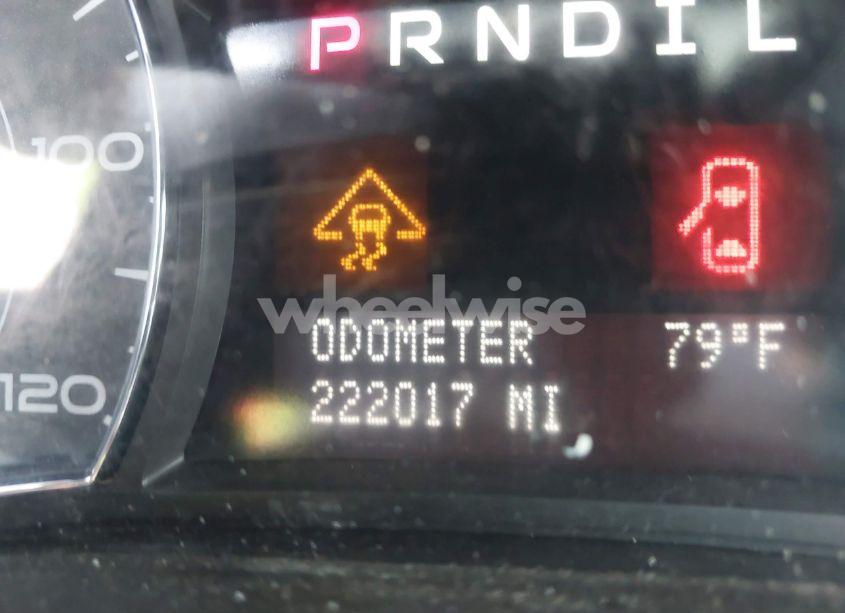 PRNDIL
100
wheelwise
ODOMETER 79°F
222017 MI
120